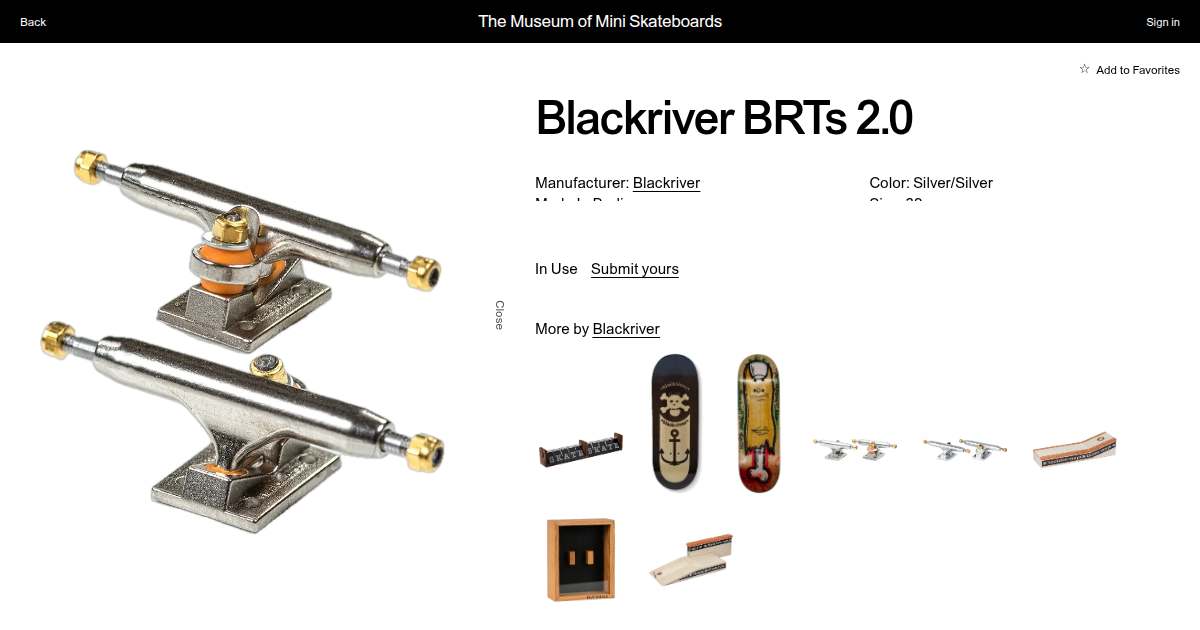 Back
The Museum of Mini Skateboards
Sign in
☆ Add to Favorites
Blackriver BRTs 2.0
Manufacturer: Blackriver
Color: Silver/Silver
In Use
Submit yours
Close
More by Blackriver